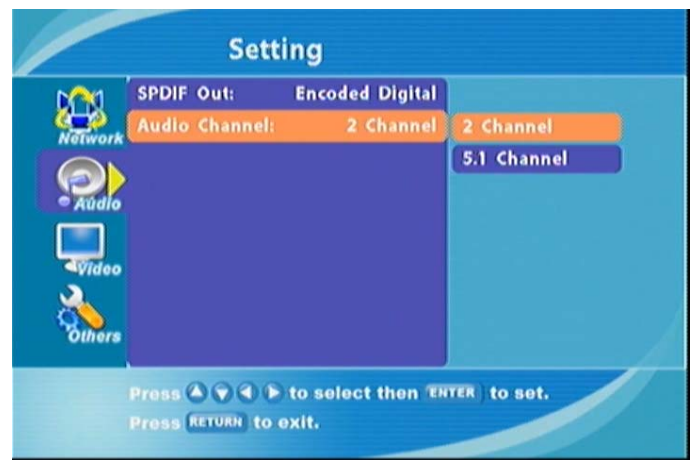 Setting
SPDIF Out: Encoded Digital
Audio Channel: 2 Channel
2 Channel
5.1 Channel
Network
Audio
Video
Others
Press to select then ENTER to set.
Press RETURN to exit.